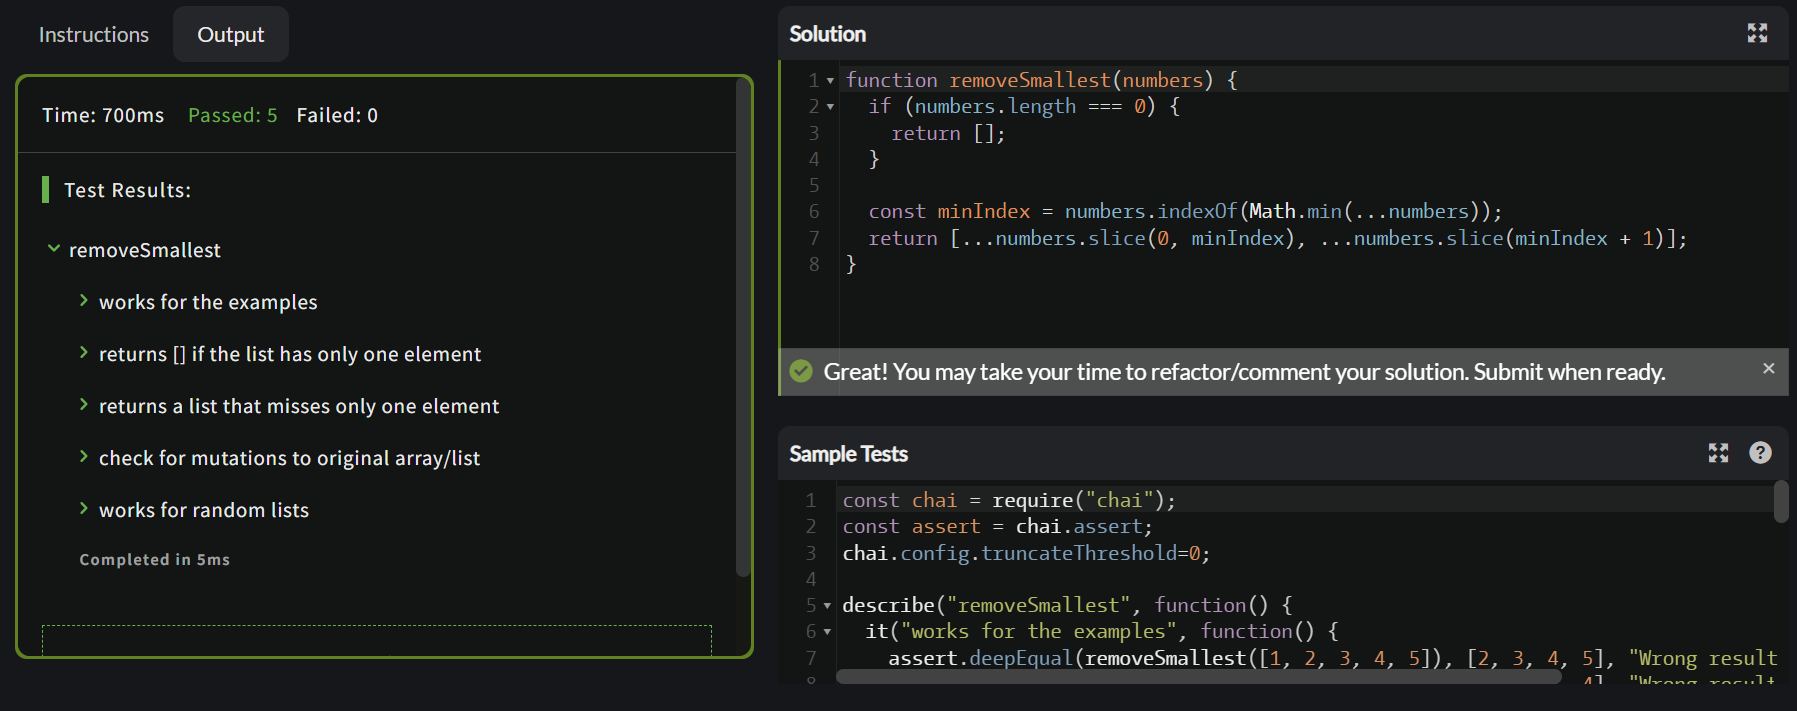 Instructions
Output
Time: 700ms Passed: 5 Failed: 0
Test Results:
removeSmallest
works for the examples
returns [] if the list has only one element
returns a list that misses only one element
check for mutations to original array/list
works for random lists
Completed in 5ms
Solution
1 function removeSmallest(numbers) {
2 if (numbers.length === 0) {
3 return [];
4 }
5
6 const minIndex = numbers.indexOf(Math.min(...numbers));
7 return [...numbers.slice(0, minIndex), ...numbers.slice(minIndex + 1)];
8 }
Great! You may take your time to refactor/comment your solution. Submit when ready.
Sample Tests
1 const chai = require("chai");
2 const assert = chai.assert;
3 chai.config.truncateThreshold=0;
4
5 describe("removeSmallest", function() {
6 it("works for the examples", function() {
7 assert.deepEqual(removeSmallest([1, 2, 3, 4, 5]), [2, 3, 4, 5], "Wrong result
8 4], "Wrong result